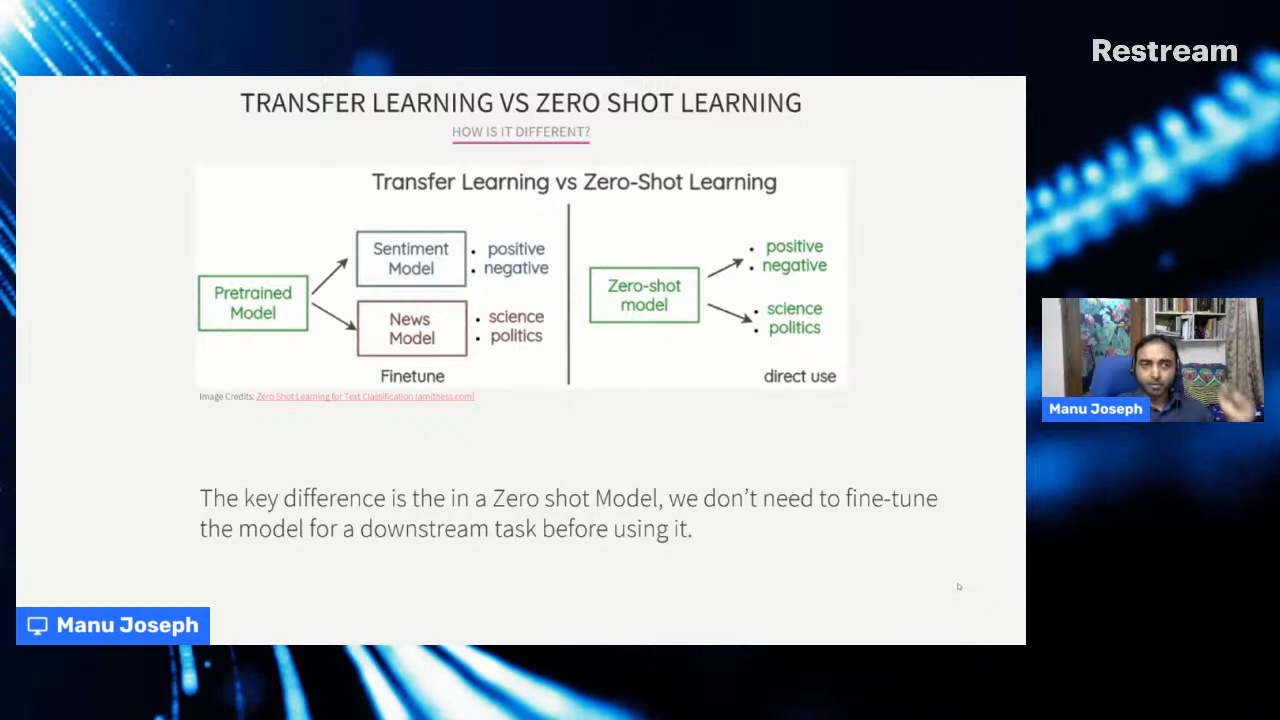 Restream
TRANSFER LEARNING VS ZERO SHOT LEARNING
HOW IS IT DIFFERENT?
Transfer Learning vs Zero-Shot Learning
Pretrained
Model
Sentiment
Model
• positive
• negative
News
Model
• science
• politics
Finetune
Zero-shot
model
• positive
• negative
• science
• politics
direct use
Image Credits: Zero Shot Learning for Text Classification (amitness.com)
The key difference is the in a Zero shot Model, we don't need to fine-tune
the model for a downstream task before using it.
Manu Joseph
Manu Joseph